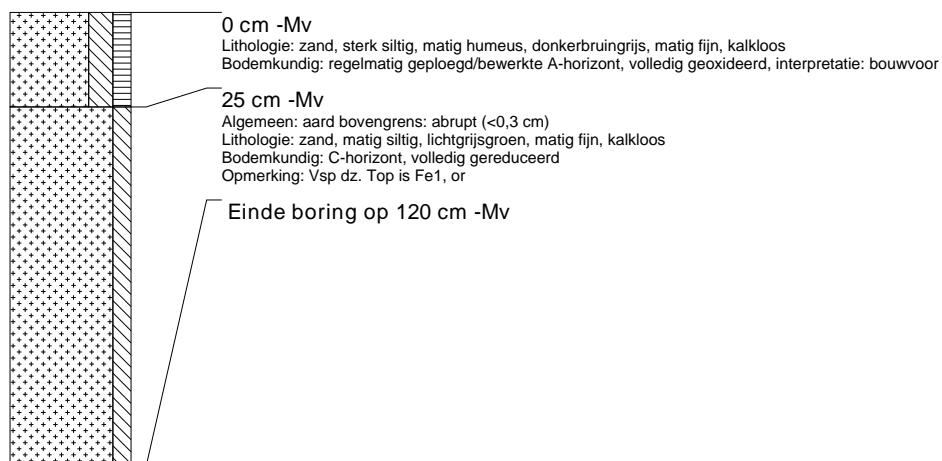 0 cm -Mv
Lithologie: zand, sterk siltig, matig humeus, donkerbruingrijs, matig fijn, kalkloos
Bodemkundig: regelmatig geploegd/bewerkte A-horizont, volledig geoxideerd, interpretatie: bouwvoor
25 cm -Mv
Algemeen: aard bovengrens: abrupt (<0,3 cm)
Lithologie: zand, matig siltig, lichtgrijsgroen, matig fijn, kalkloos
Bodemkundig: C-horizont, volledig gereduceerd
Opmerking: Vsp dz. Top is Fe1, or
Einde boring op 120 cm -Mv